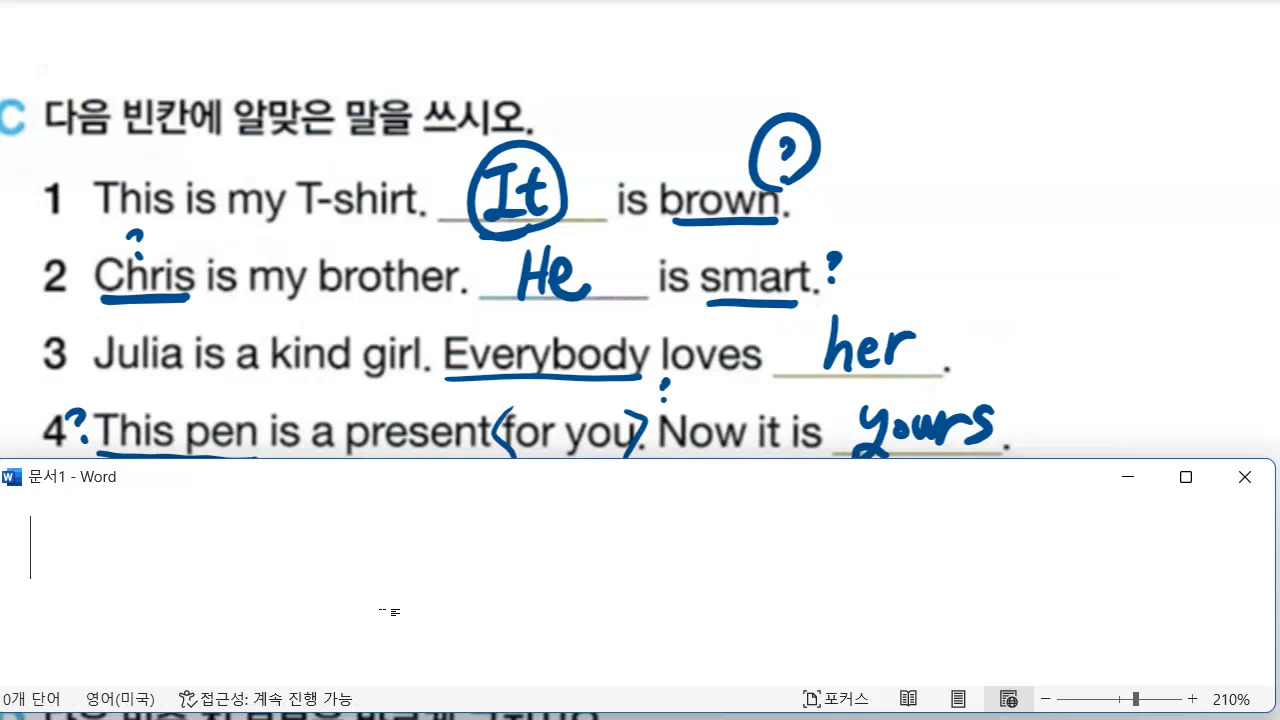 C 다음 빈칸에 알맞은 말을 쓰시오.
?
1 This is my T-shirt. It is brown.
?
2 Chris is my brother. He is smart. ?
3 Julia is a kind girl. Everybody loves her.
?
4? This pen is a present (for you). Now it is yours.
문서1 - Word
0개 단어 영어(미국) 접근성: 계속 진행 가능 포커스 210%